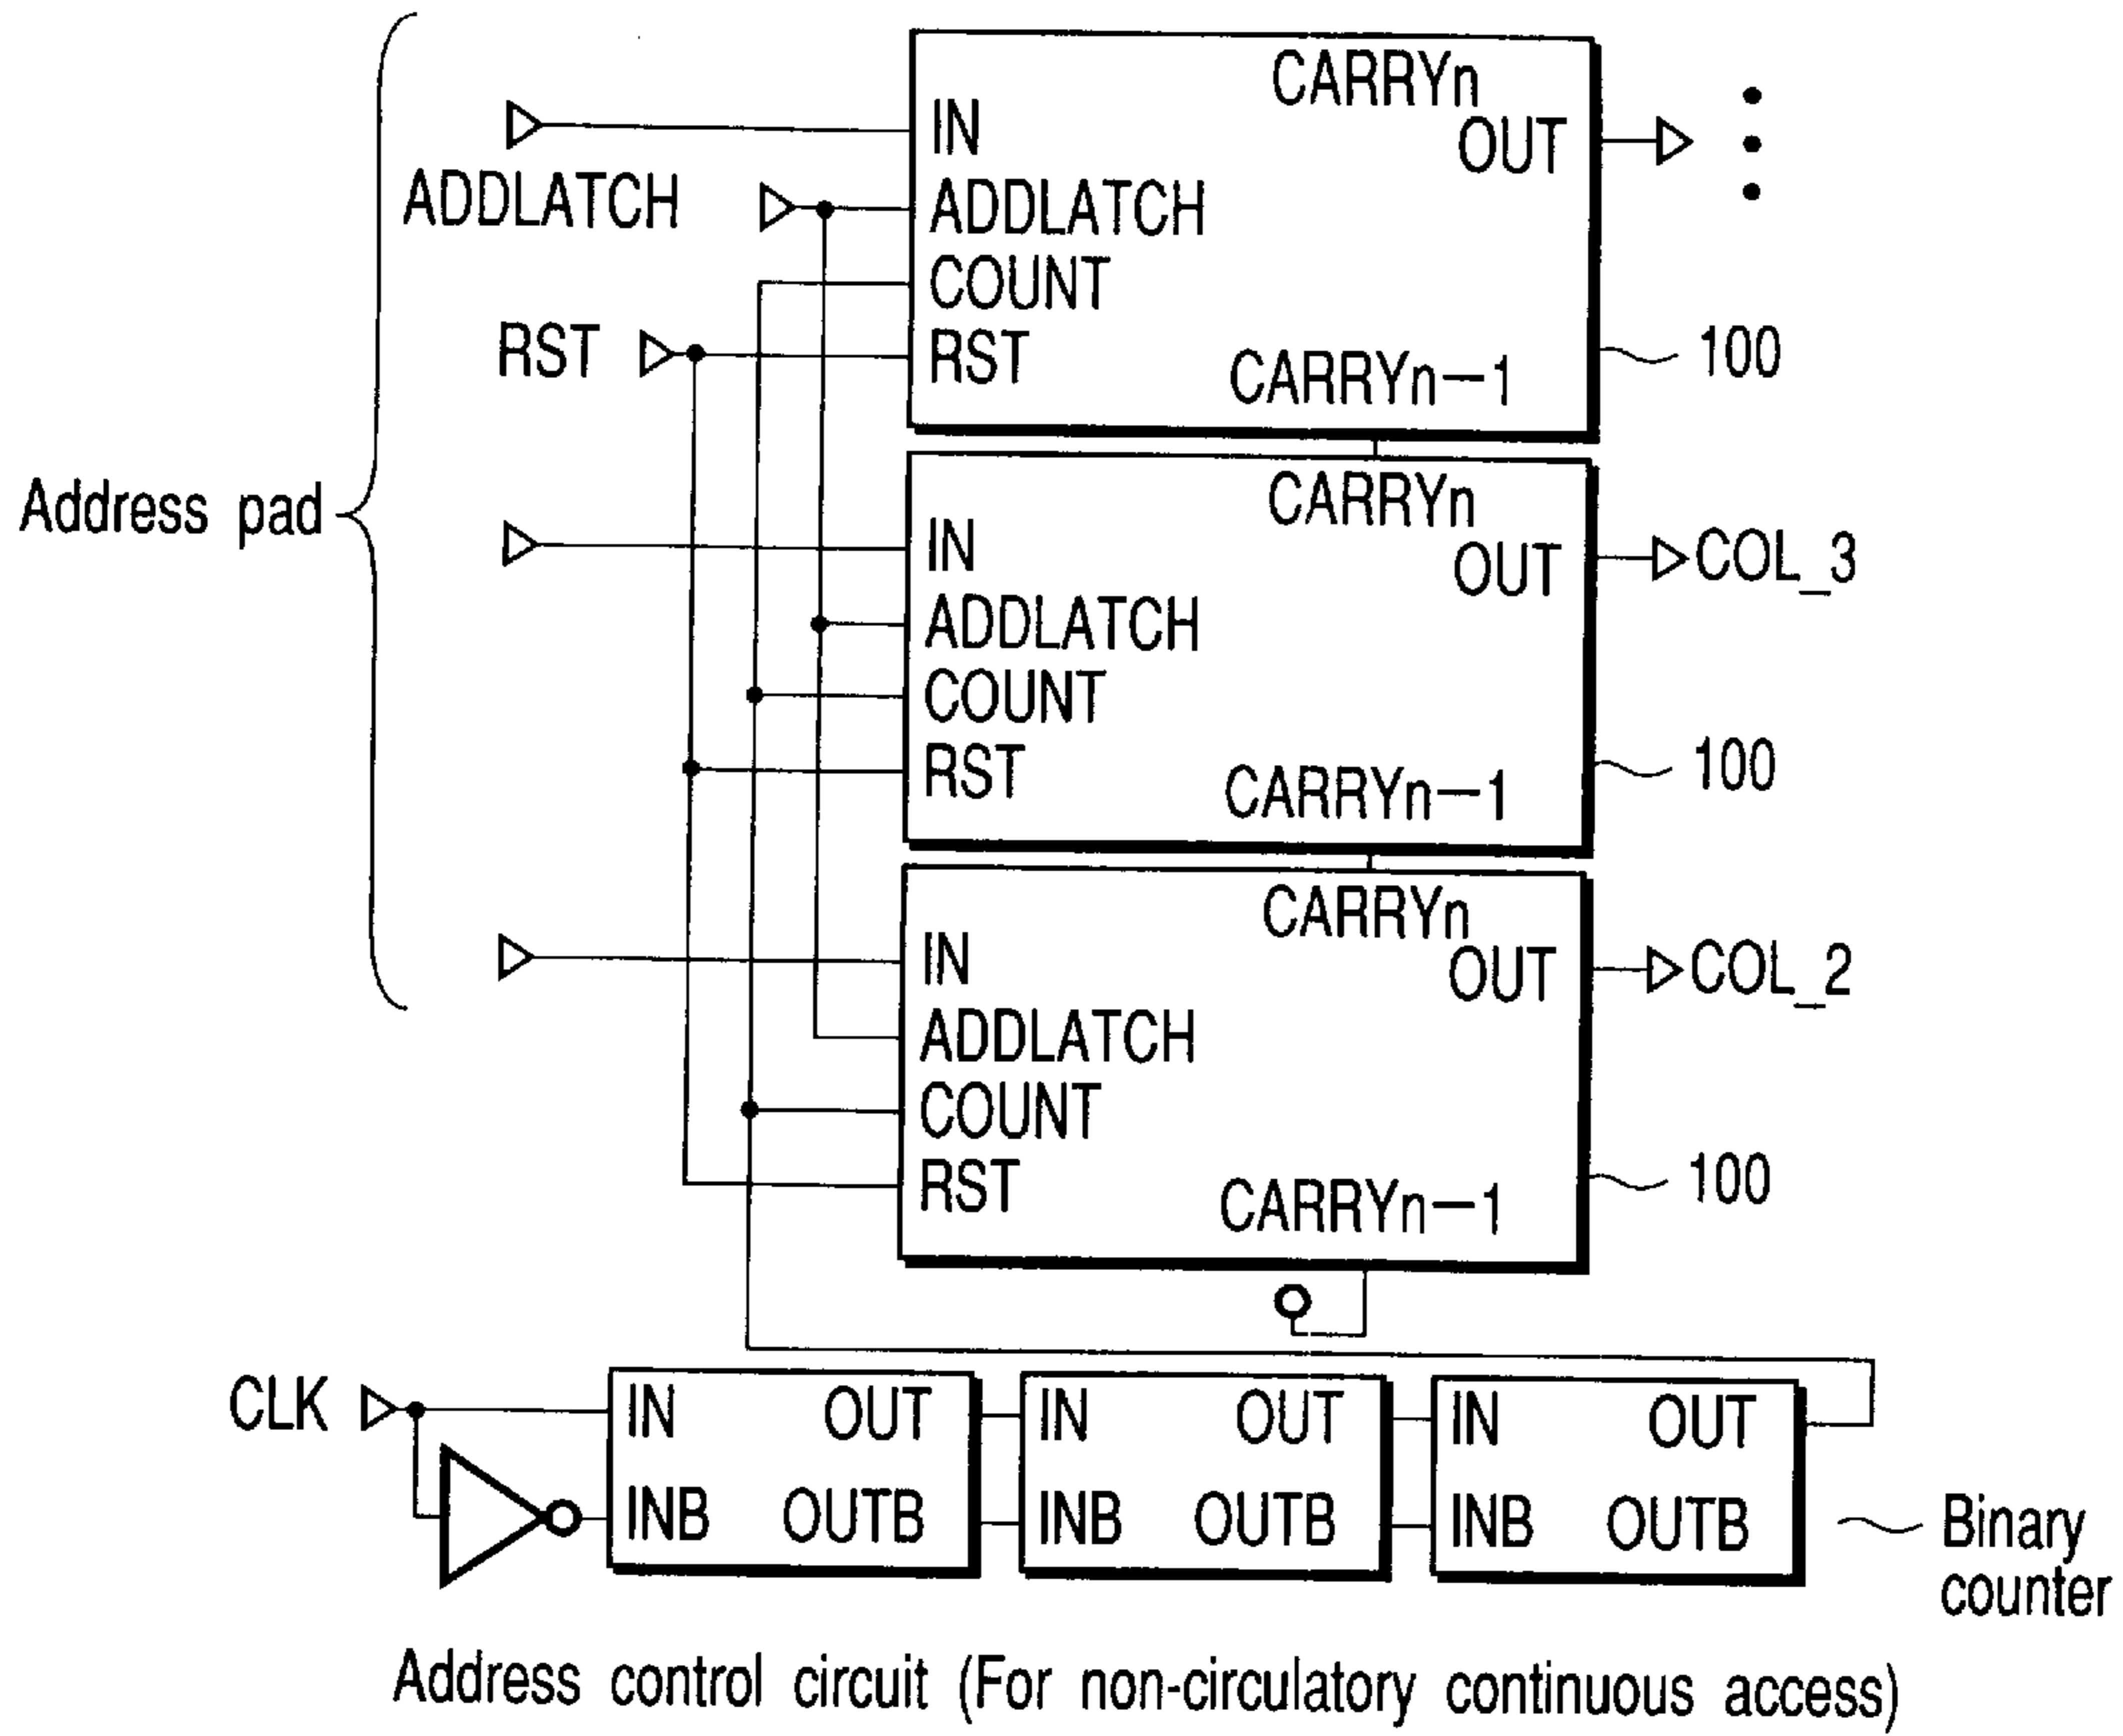 CARRYn
IN
OUT
ADDLATCH
ADDLATCH
COUNT
RST
RST
CARRYn—1
100
Address pad
CARRYn
IN
OUT
COL_3
ADDLATCH
COUNT
RST
CARRYn—1
100
CARRYn
IN
OUT
COL_2
ADDLATCH
COUNT
RST
CARRYn—1
100
CLK
IN OUT
IN OUT
IN OUT
INB OUTB
INB OUTB
INB OUTB
Binary
counter
Address control circuit (For non-circulatory continuous access)